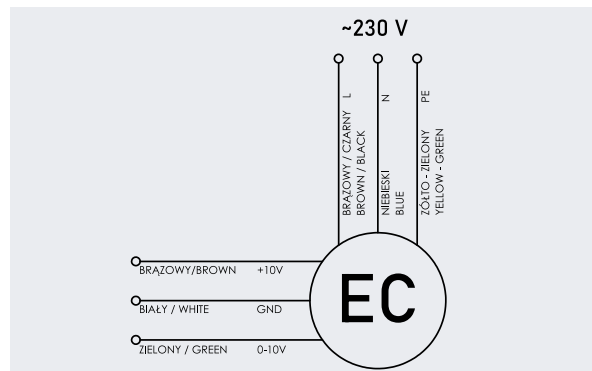 ~230 V
BRĄZOWY / CZARNY L
BROWN / BLACK
NIEBIESKI N
BLUE
ŻÓŁTO - ZIELONY PE
YELLOW - GREEN
BRĄZOWY/BROWN +10V
BIAŁY / WHITE GND
ZIELONY / GREEN 0-10V
EC